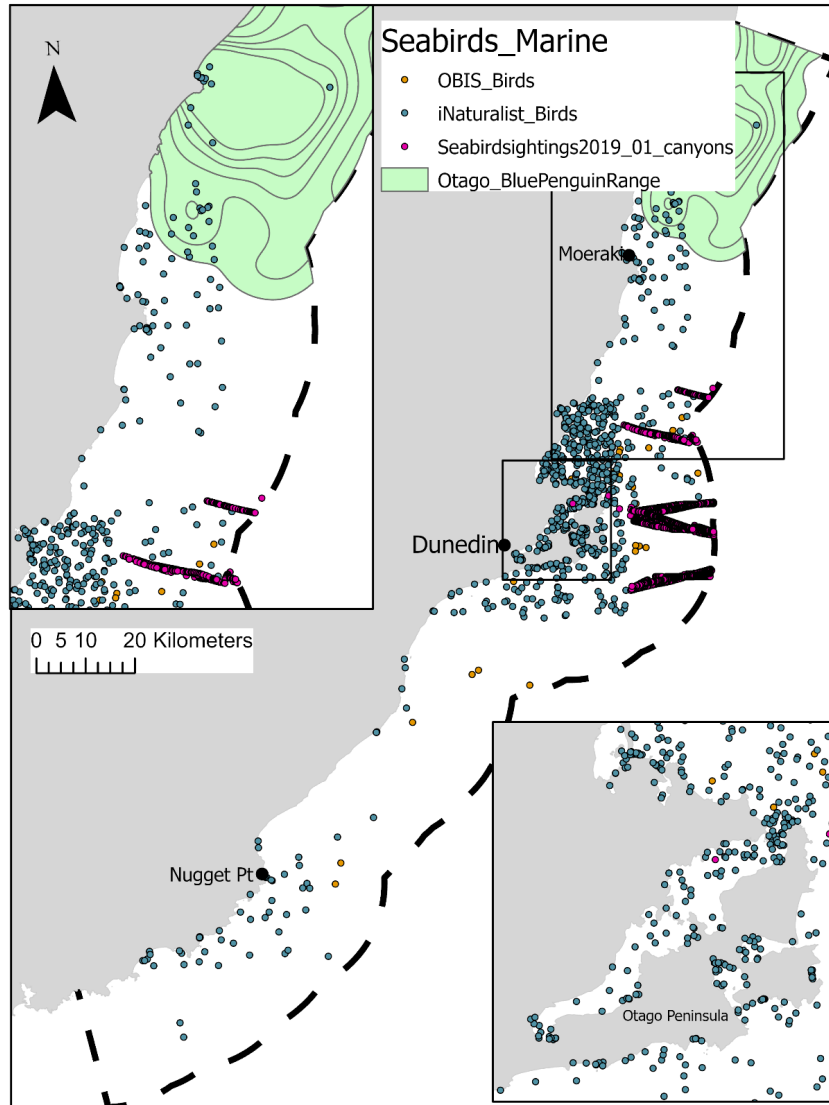 N
Seabirds_Marine
OBIS_Birds
iNaturalist_Birds
Seabirdsightings2019_01_canyons
Otago_BluePenguinRange
Moeraki
Dunedin
0 5 10 20 Kilometers
Nugget Pt
Otago Peninsula